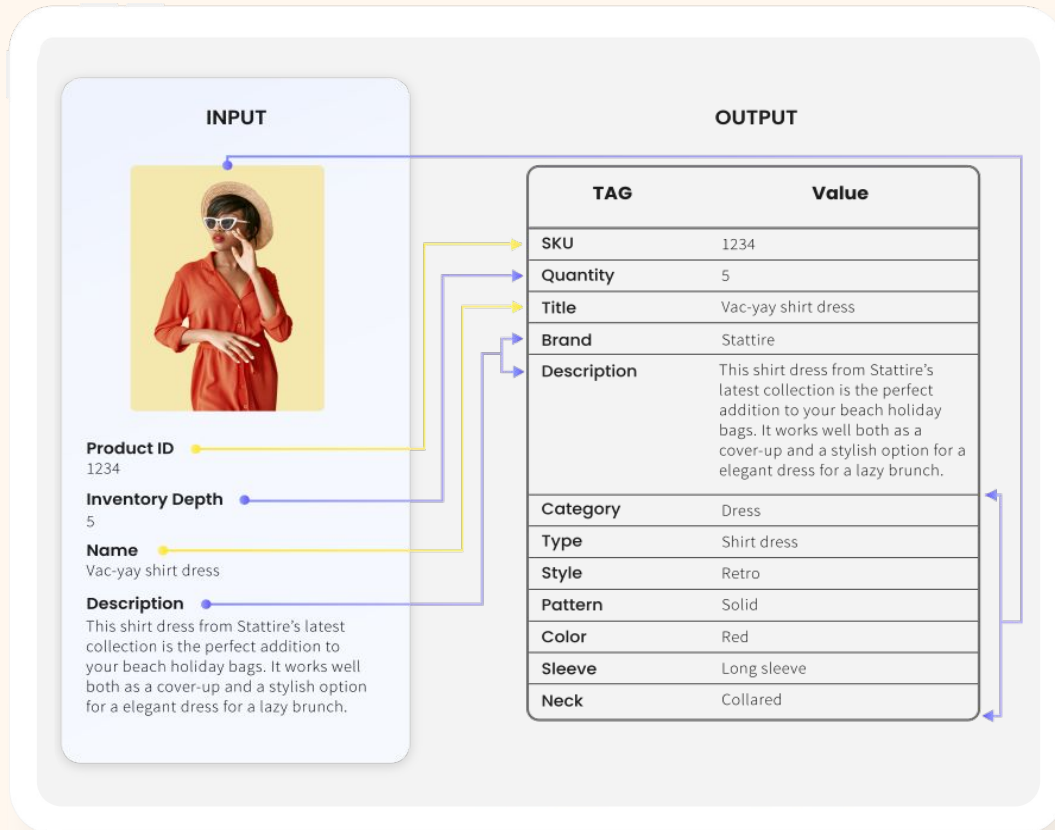 INPUT
Product ID
1234
Inventory Depth
5
Name
Vac-yay shirt dress
Description
This shirt dress from Stattire's latest
collection is the perfect addition to
your beach holiday bags. It works well
both as a cover-up and a stylish option
for a elegant dress for a lazy brunch.
OUTPUT
TAG Value
SKU 1234
Quantity 5
Title Vac-yay shirt dress
Brand Stattire
Description This shirt dress from Stattire's
latest collection is the perfect
addition to your beach holiday
bags. It works well both as a
cover-up and a stylish option for a
elegant dress for a lazy brunch.
Category Dress
Type Shirt dress
Style Retro
Pattern Solid
Color Red
Sleeve Long sleeve
Neck Collared